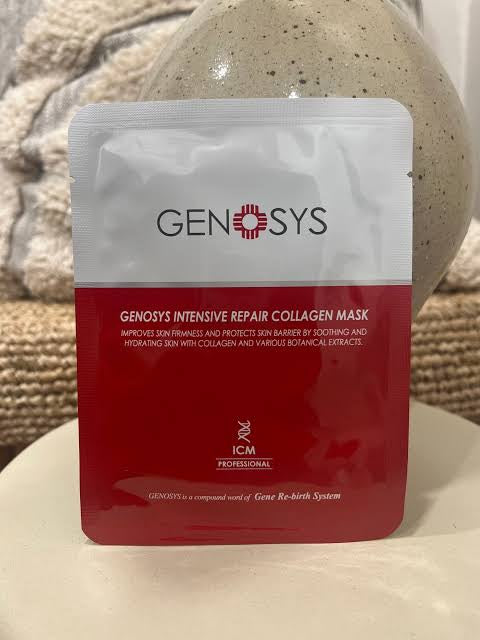 GENOSYS
GENOSYS INTENSIVE REPAIR COLLAGEN MASK
IMPROVES SKIN FIRMNESS AND PROTECTS SKIN BARRIER BY SOOTHING AND
HYDRATING SKIN WITH COLLAGEN AND VARIOUS BOTANICAL EXTRACTS.
ICM
PROFESSIONAL
GENOSYS is a compound word of Gene Re-birth System